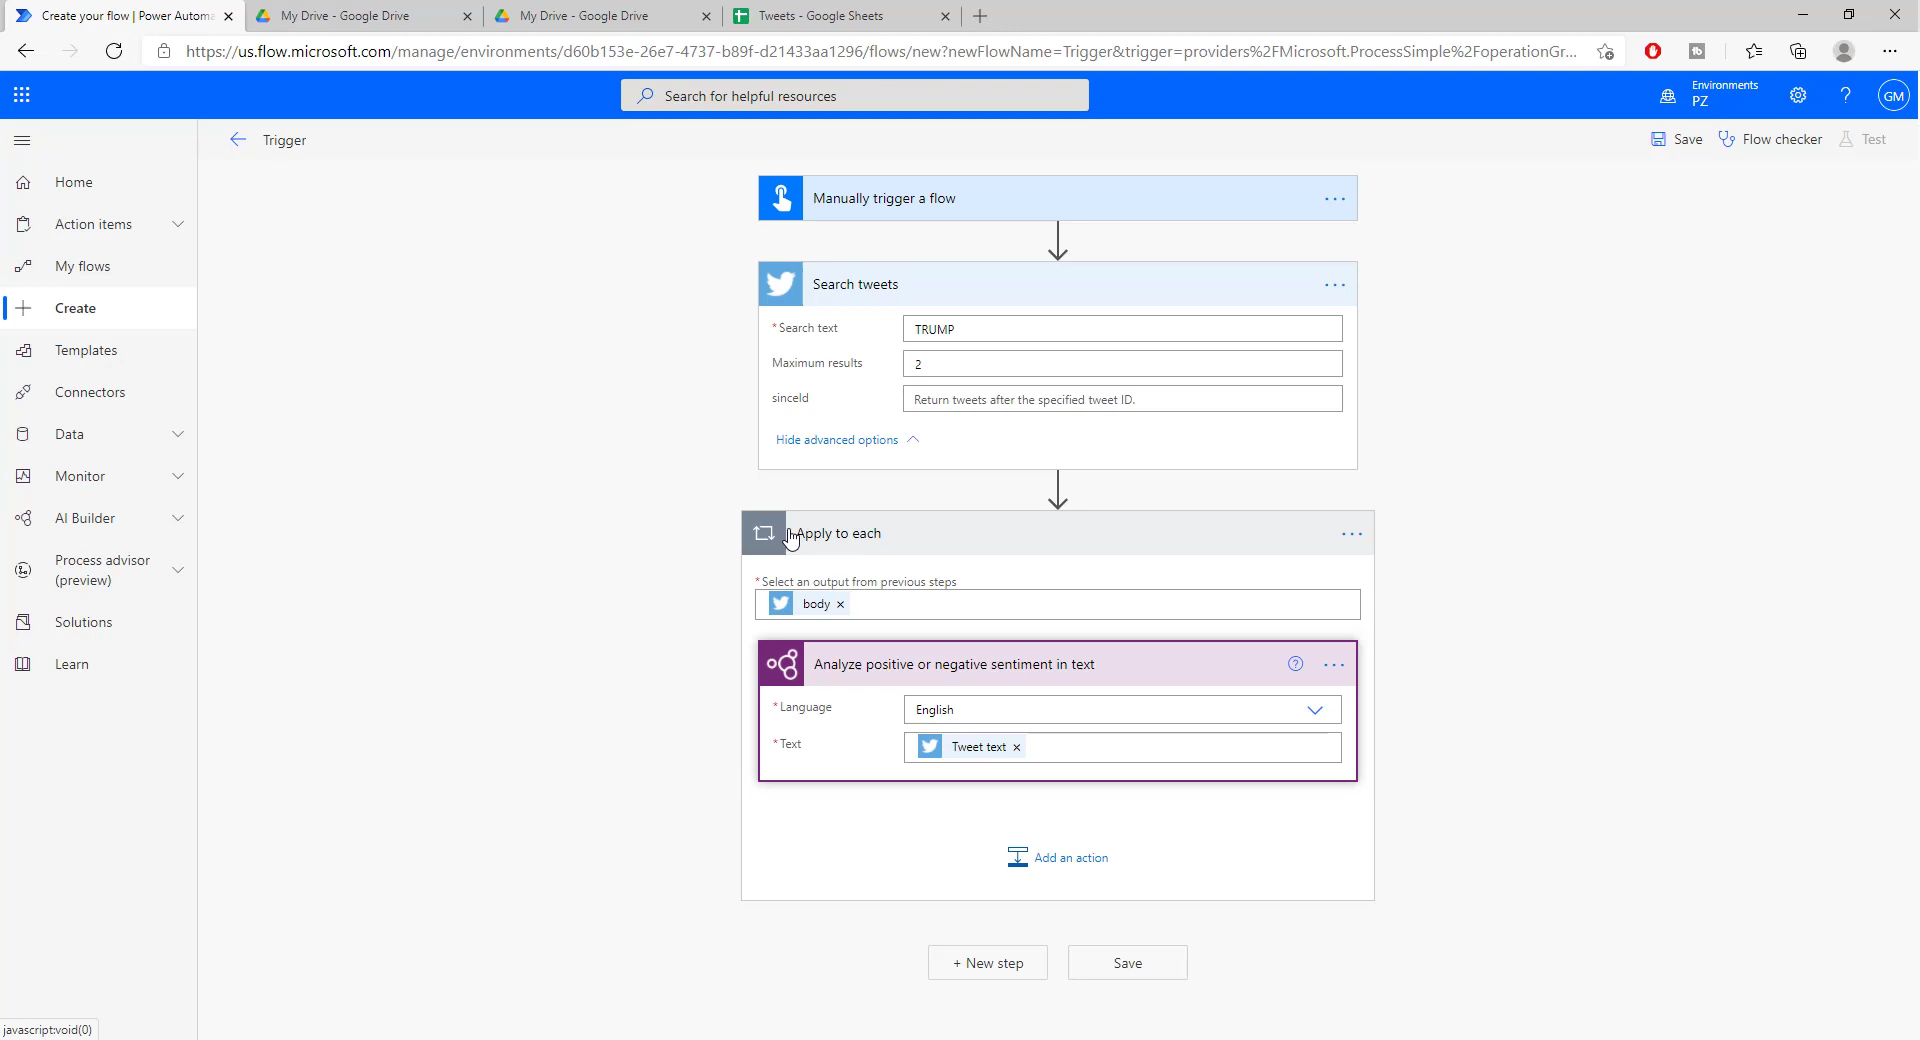 Create your flow | Power Automa
My Drive - Google Drive
My Drive - Google Drive
Tweets - Google Sheets
https://us.flow.microsoft.com/manage/environments/d60b153e-26e7-4737-b89f-d21433aa1296/flows/new?newFlowName=Trigger&trigger=providers%2FMicrosoft.ProcessSimple%2FoperationGr...
Search for helpful resources
Environments
PZ
?
GM
Trigger
Save
Flow checker
Test
Home
Action items
My flows
Create
Templates
Connectors
Data
Monitor
AI Builder
Process advisor
(preview)
Solutions
Learn
Manually trigger a flow
Search tweets
* Search text
TRUMP
Maximum results
2
sinceId
Return tweets after the specified tweet ID.
Hide advanced options
Apply to each
* Select an output from previous steps
body ×
Analyze positive or negative sentiment in text
?
* Language
English
* Text
Tweet text ×
Add an action
+ New step
Save
javascript:void(0)